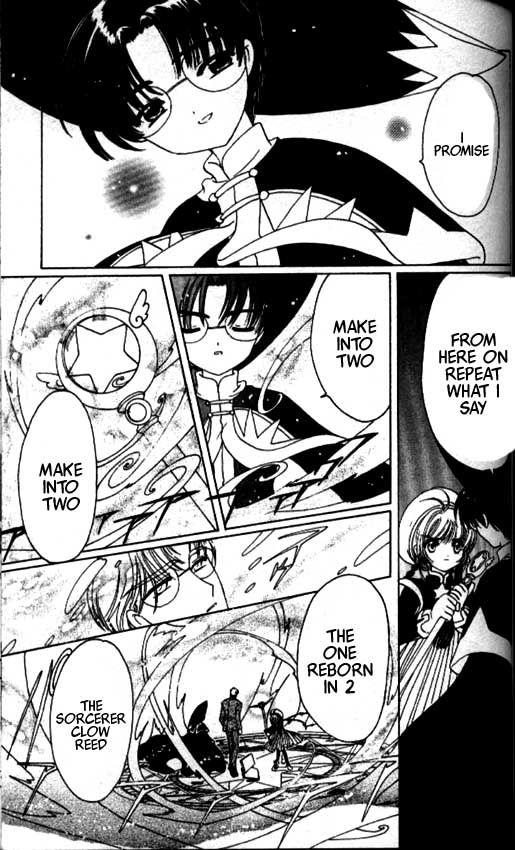 I
PROMISE
FROM
HERE ON
REPEAT
WHAT I
SAY
MAKE
INTO
TWO
MAKE
INTO
TWO
THE
ONE
REBORN
IN 2
THE
SORCERER
CLOW
REED